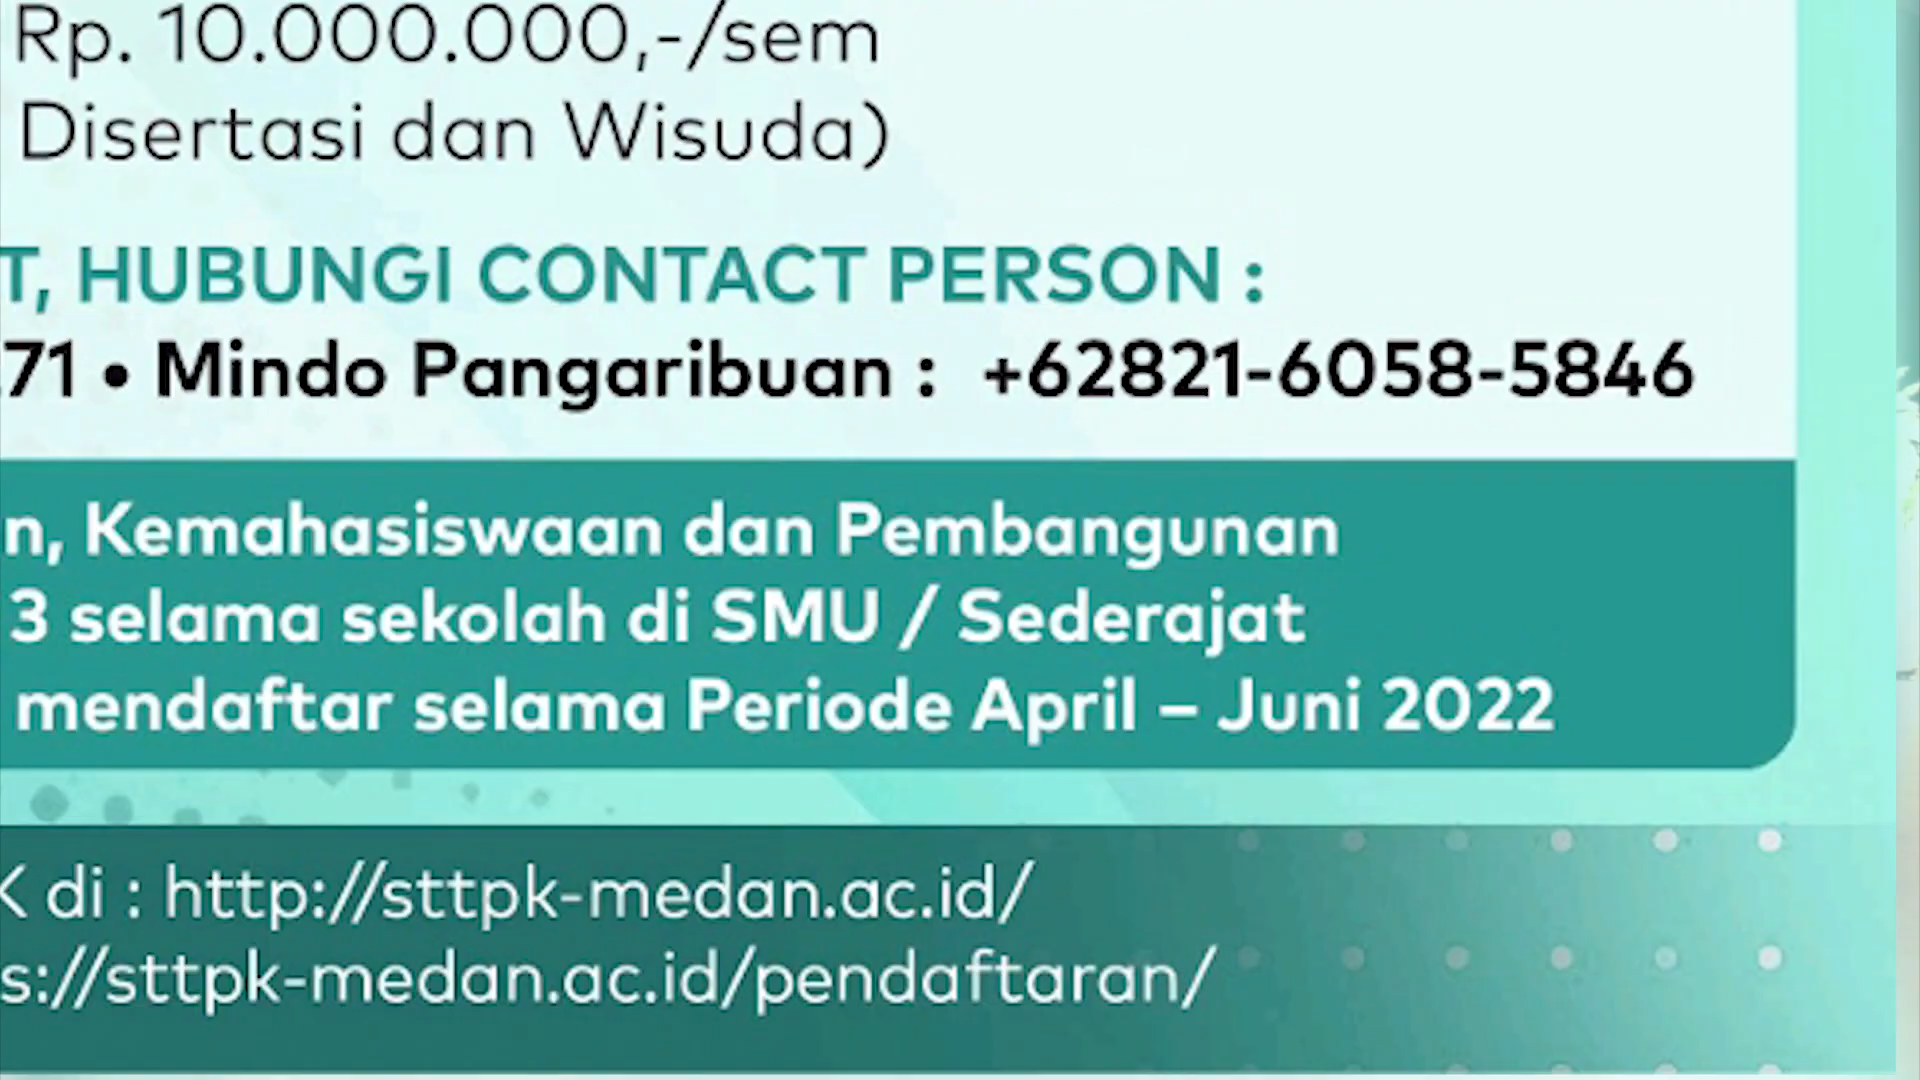 Rp. 10.000.000,-/sem
Disertasi dan Wisuda)
T, HUBUNGI CONTACT PERSON :
71 • Mindo Pangaribuan : +62821-6058-5846
n, Kemahasiswaan dan Pembangunan
3 selama sekolah di SMU / Sederajat
mendaftar selama Periode April – Juni 2022
K di : http://sttpk-medan.ac.id/
s://sttpk-medan.ac.id/pendaftaran/